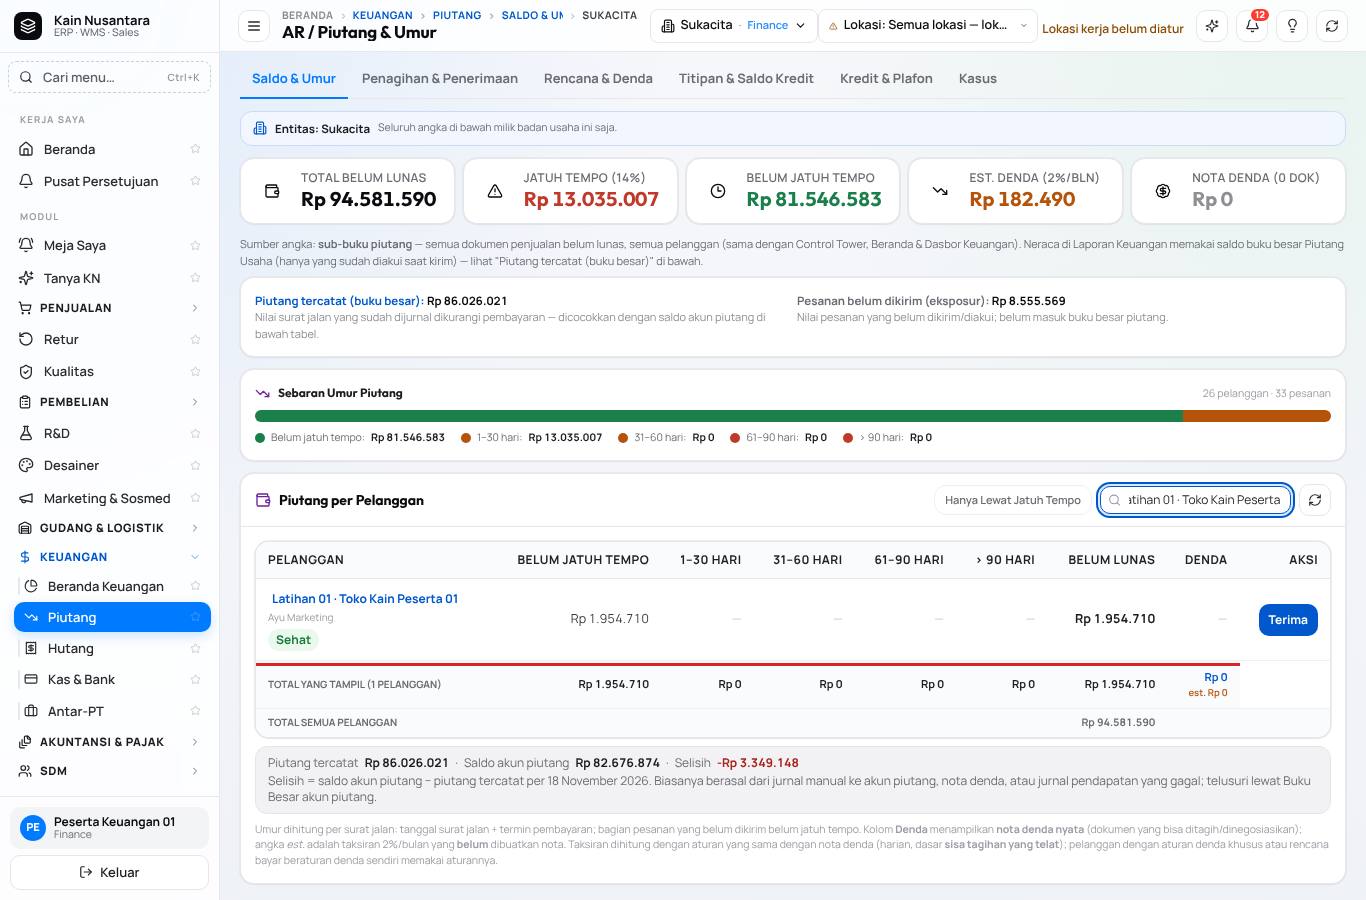 Kain Nusantara
ERP · WMS · Sales
BERANDA > KEUANGAN > PIUTANG > SALDO & UM > SUKACITA
AR / Piutang & Umur
Sukacita · Finance
Lokasi: Semua lokasi — lok...
Lokasi kerja belum diatur
12
Cari menu... Ctrl+K
KERJA SAYA
Beranda
Pusat Persetujuan
MODUL
Meja Saya
Tanya KN
PENJUALAN
Retur
Kualitas
PEMBELIAN
R&D
Desainer
Marketing & Sosmed
GUDANG & LOGISTIK
KEUANGAN
Beranda Keuangan
Piutang
Hutang
Kas & Bank
Antar-PT
AKUNTANSI & PAJAK
SDM
PE
Peserta Keuangan 01
Finance
Keluar
Saldo & Umur
Penagihan & Penerimaan
Rencana & Denda
Titipan & Saldo Kredit
Kredit & Plafon
Kasus
Entitas: Sukacita Seluruh angka di bawah milik badan usaha ini saja.
TOTAL BELUM LUNAS
Rp 94.581.590
JATUH TEMPO (14%)
Rp 13.035.007
BELUM JATUH TEMPO
Rp 81.546.583
EST. DENDA (2%/BLN)
Rp 182.490
NOTA DENDA (0 DOK)
Rp 0
Sumber angka: sub-buku piutang — semua dokumen penjualan belum lunas, semua pelanggan (sama dengan Control Tower, Beranda & Dasbor Keuangan). Neraca di Laporan Keuangan memakai saldo buku besar Piutang
Usaha (hanya yang sudah diakui saat kirim) — lihat "Piutang tercatat (buku besar)" di bawah.
Piutang tercatat (buku besar): Rp 86.026.021
Nilai surat jalan yang sudah dijurnal dikurangi pembayaran — dicocokkan dengan saldo akun piutang di
bawah tabel.
Pesanan belum dikirim (eksposur): Rp 8.555.569
Nilai pesanan yang belum dikirim/diakui; belum masuk buku besar piutang.
Sebaran Umur Piutang
26 pelanggan · 33 pesanan
Belum jatuh tempo: Rp 81.546.583
1–30 hari: Rp 13.035.007
31–60 hari: Rp 0
61–90 hari: Rp 0
> 90 hari: Rp 0
Piutang per Pelanggan
Hanya Lewat Jatuh Tempo
atihan 01 · Toko Kain Peserta
PELANGGAN BELUM JATUH TEMPO 1–30 HARI 31–60 HARI 61–90 HARI > 90 HARI BELUM LUNAS DENDA AKSI
Latihan 01 · Toko Kain Peserta 01
Ayu Marketing
Sehat
Rp 1.954.710 — — — — Rp 1.954.710 — Terima
TOTAL YANG TAMPIL (1 PELANGGAN) Rp 1.954.710 Rp 0 Rp 0 Rp 0 Rp 0 Rp 1.954.710 Rp 0
est. Rp 0
TOTAL SEMUA PELANGGAN Rp 94.581.590
Piutang tercatat Rp 86.026.021 · Saldo akun piutang Rp 82.676.874 · Selisih -Rp 3.349.148
Selisih = saldo akun piutang − piutang tercatat per 18 November 2026. Biasanya berasal dari jurnal manual ke akun piutang, nota denda, atau jurnal pendapatan yang gagal; telusuri lewat Buku
Besar akun piutang.
Umur dihitung per surat jalan: tanggal surat jalan + termin pembayaran; bagian pesanan yang belum dikirim belum jatuh tempo. Kolom Denda menampilkan nota denda nyata (dokumen yang bisa ditagih/dinegosiasikan);
angka est. adalah taksiran 2%/bulan yang belum dibuatkan nota. Taksiran dihitung dengan aturan yang sama dengan nota denda (harian, dasar sisa tagihan yang telat); pelanggan dengan aturan denda khusus atau rencana
bayar beraturan denda sendiri memakai aturannya.